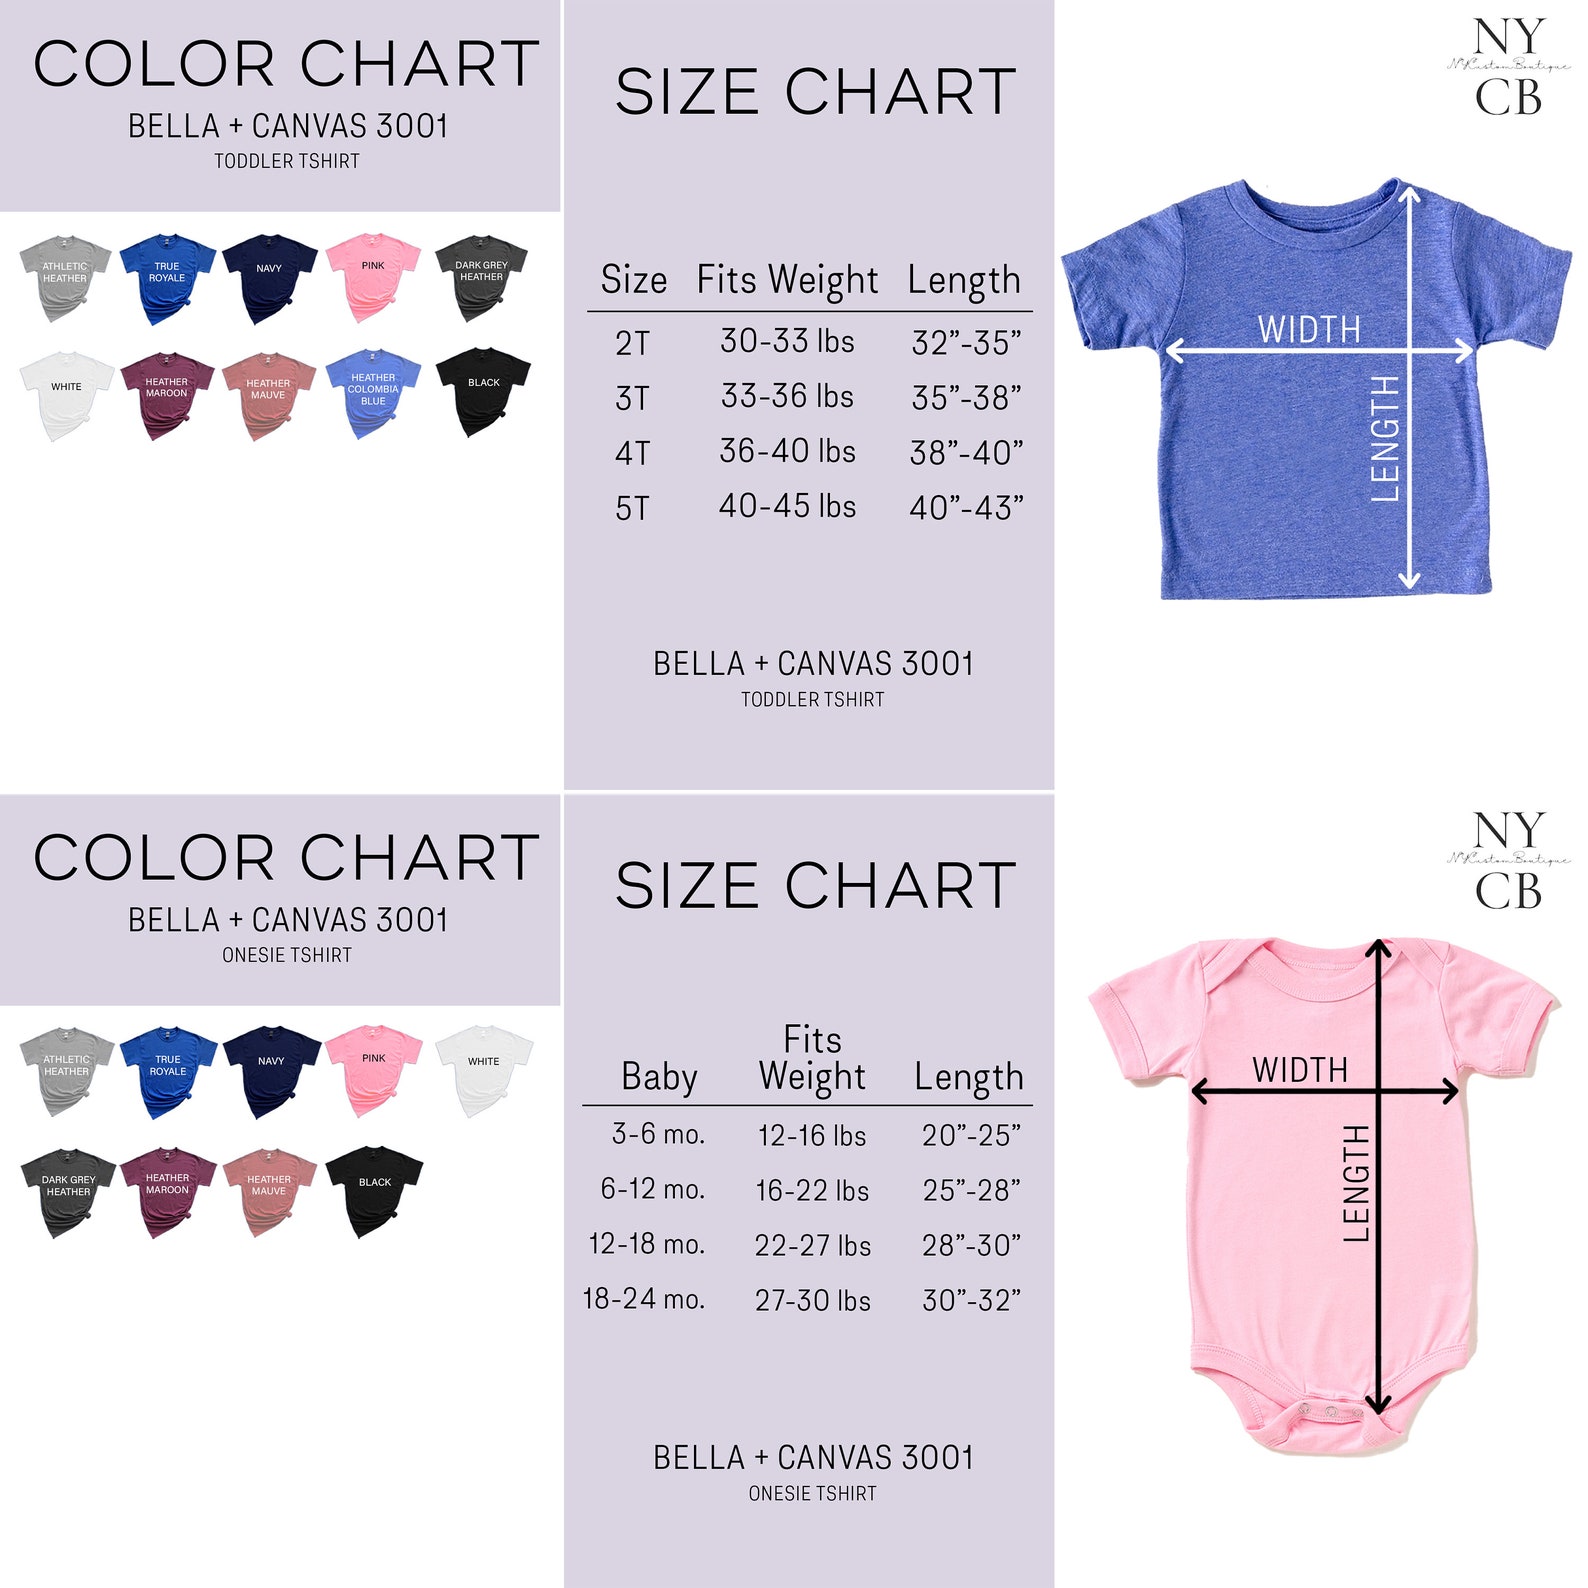 COLOR CHART
BELLA + CANVAS 3001
TODDLER TSHIRT
ATHLETIC
HEATHER
TRUE
ROYALE
NAVY
PINK
DARK GREY
HEATHER
WHITE
HEATHER
MAROON
HEATHER
MAUVE
HEATHER
COLOMBIA
BLUE
BLACK
SIZE CHART
Size Fits Weight Length
2T 30-33 lbs 32”-35”
3T 33-36 lbs 35”-38”
4T 36-40 lbs 38”-40”
5T 40-45 lbs 40”-43”
BELLA + CANVAS 3001
TODDLER TSHIRT
NY
NYKustomBoutique
CB
WIDTH
LENGTH
COLOR CHART
BELLA + CANVAS 3001
ONESIE TSHIRT
ATHLETIC
HEATHER
TRUE
ROYALE
NAVY
PINK
WHITE
DARK GREY
HEATHER
HEATHER
MAROON
HEATHER
MAUVE
BLACK
SIZE CHART
Fits
Baby Weight Length
3-6 mo. 12-16 lbs 20”-25”
6-12 mo. 16-22 lbs 25”-28”
12-18 mo. 22-27 lbs 28”-30”
18-24 mo. 27-30 lbs 30”-32”
BELLA + CANVAS 3001
ONESIE TSHIRT
NY
NYKustomBoutique
CB
WIDTH
LENGTH